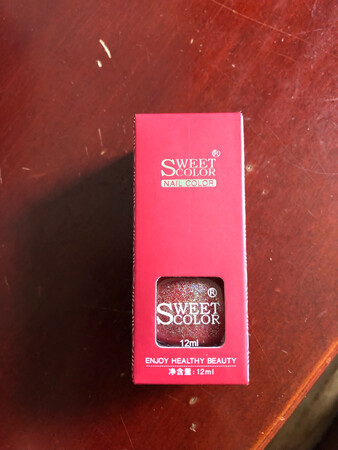 SWEET ®
COLOR
NAIL COLOR
SWEET ®
COLOR
12ml
ENJOY HEALTHY BEAUTY
净含量:12ml